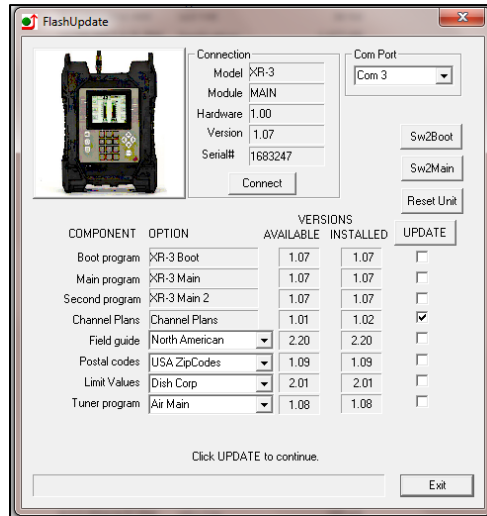 FlashUpdate
Connection
Model XR-3
Module MAIN
Hardware 1.00
Version 1.07
Serial# 1683247
Connect
Com Port
Com 3
Sw2Boot
Sw2Main
Reset Unit
VERSIONS
COMPONENT OPTION AVAILABLE INSTALLED UPDATE
Boot program XR-3 Boot 1.07 1.07
Main program XR-3 Main 1.07 1.07
Second program XR-3 Main 2 1.07 1.07
Channel Plans Channel Plans 1.01 1.02
Field guide North American 2.20 2.20
Postal codes USA ZipCodes 1.09 1.09
Limit Values Dish Corp 2.01 2.01
Tuner program Air Main 1.08 1.08
Click UPDATE to continue.
Exit